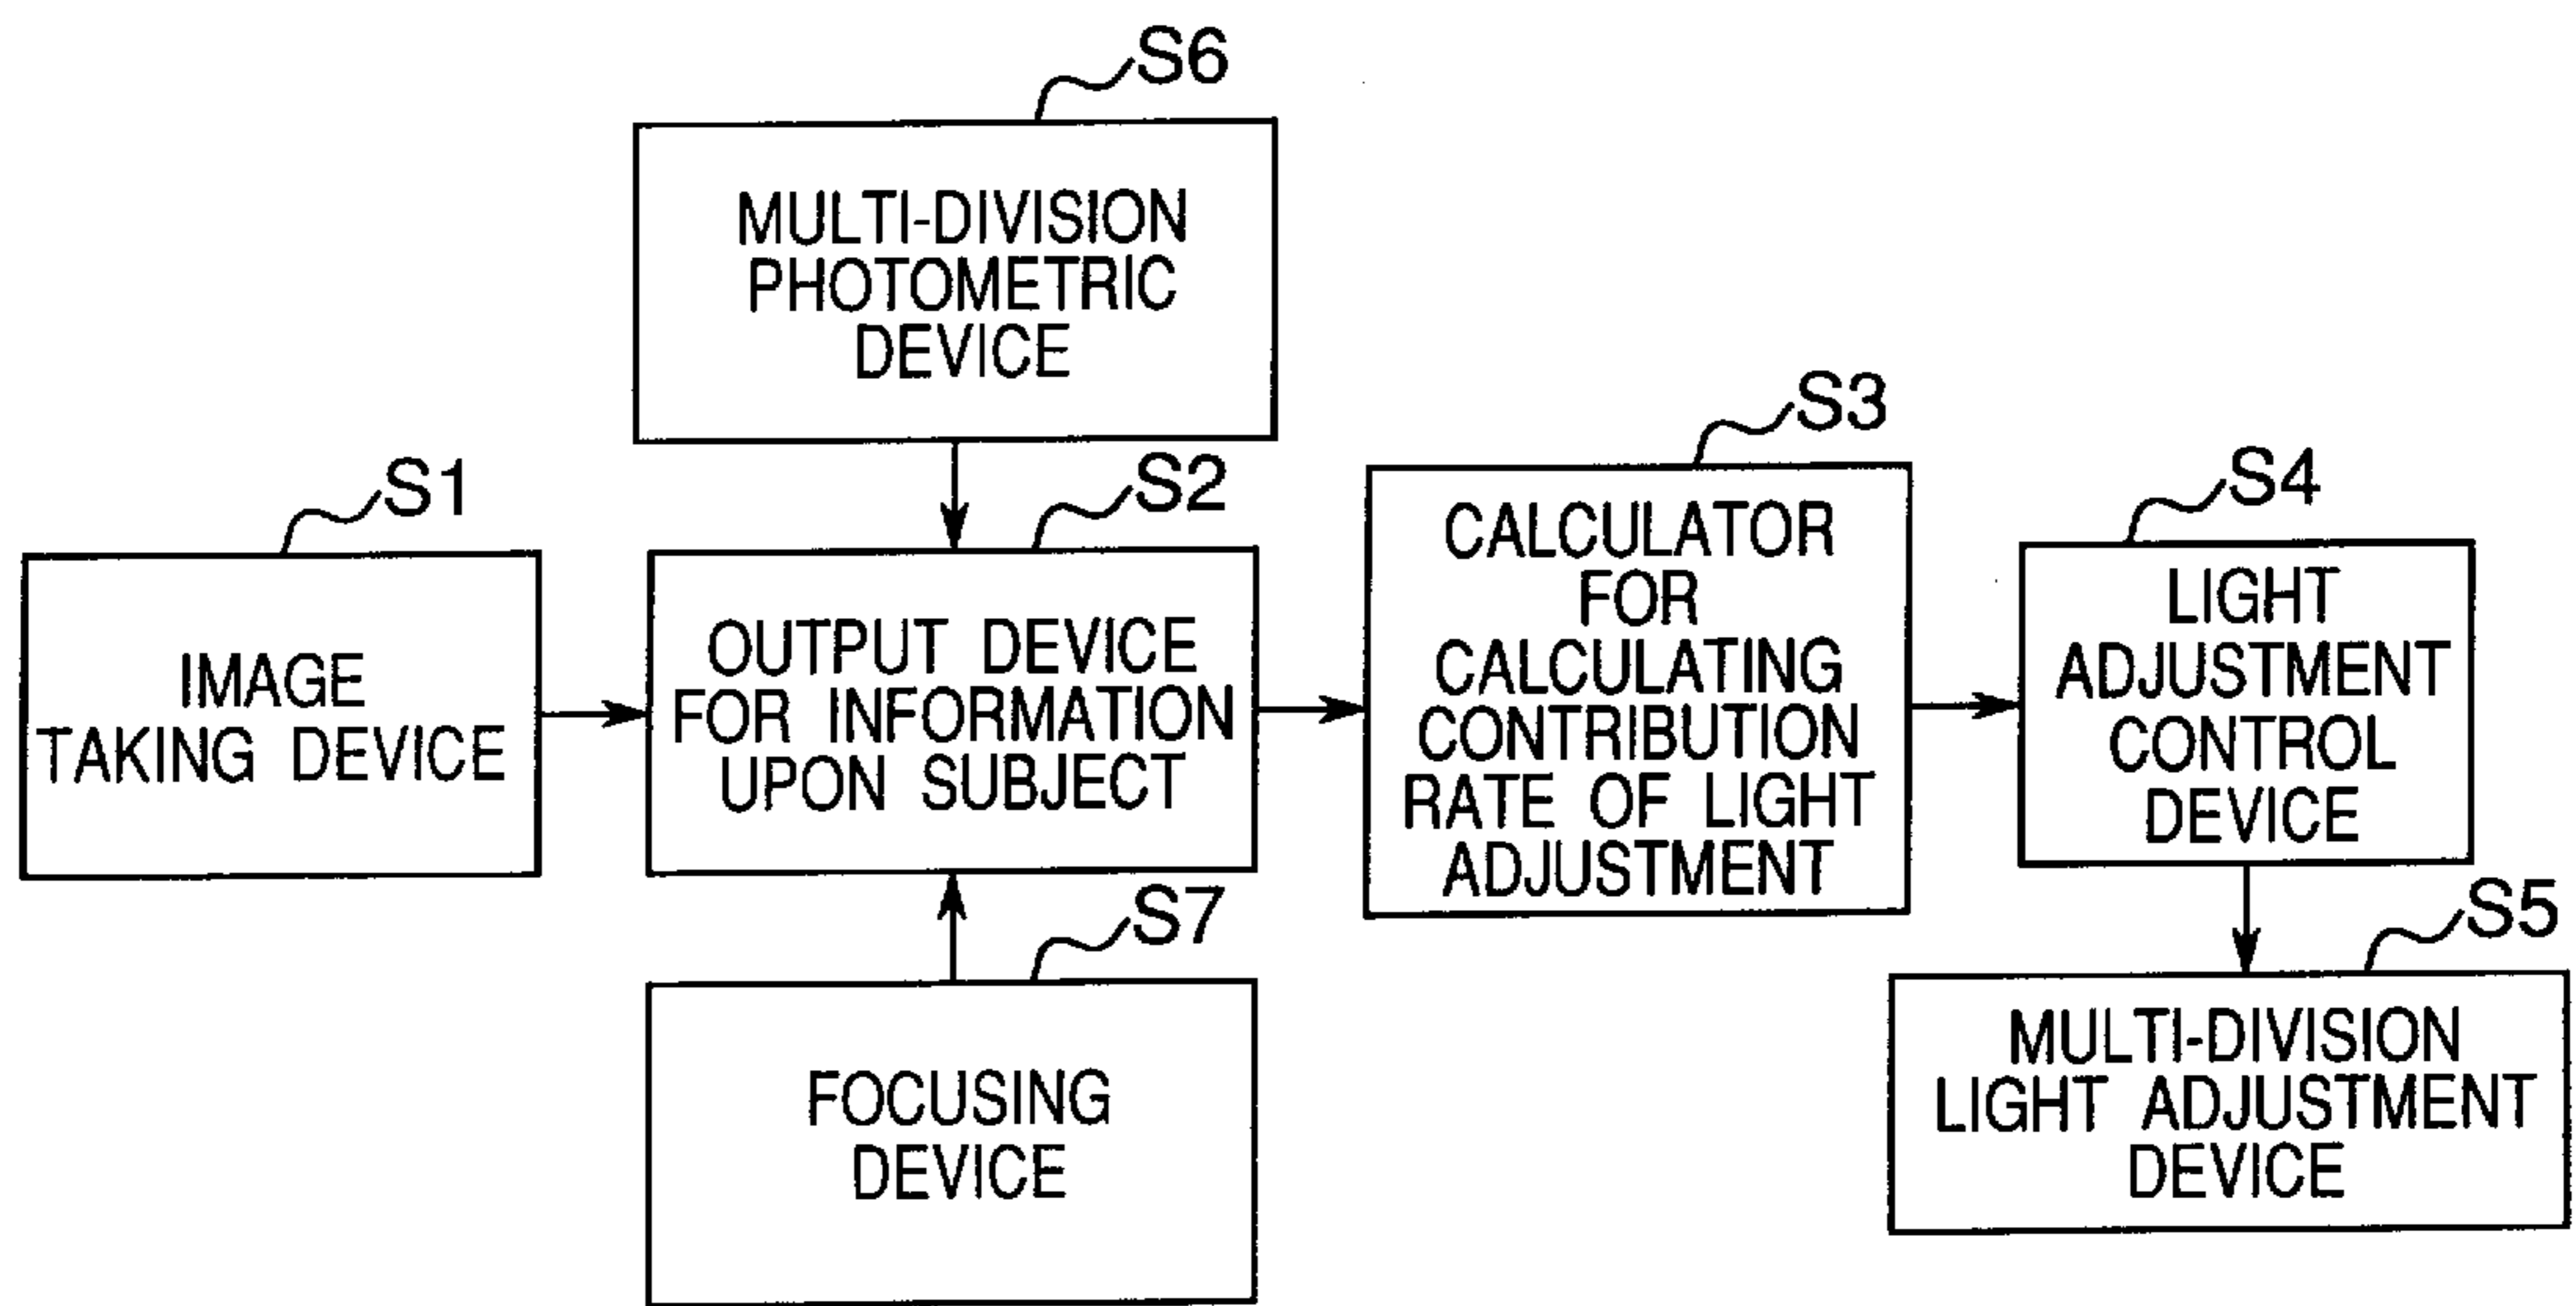 S6
MULTI-DIVISION
PHOTOMETRIC
DEVICE
S1
IMAGE
TAKING DEVICE
S2
OUTPUT DEVICE
FOR INFORMATION
UPON SUBJECT
S3
CALCULATOR
FOR
CALCULATING
CONTRIBUTION
RATE OF LIGHT
ADJUSTMENT
S4
LIGHT
ADJUSTMENT
CONTROL
DEVICE
S7
FOCUSING
DEVICE
S5
MULTI-DIVISION
LIGHT ADJUSTMENT
DEVICE